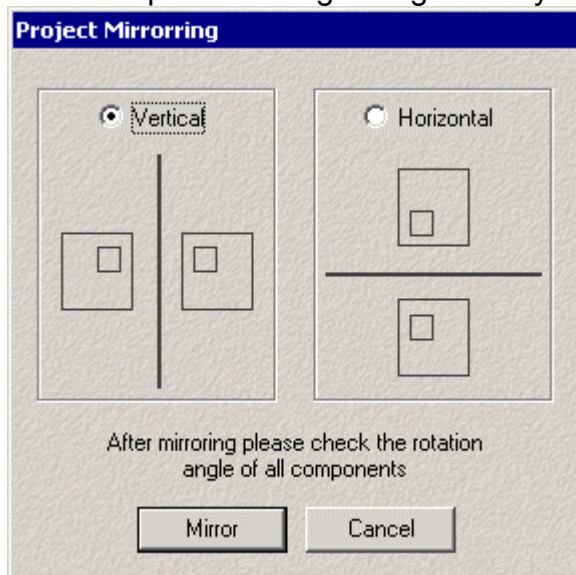 Project Mirrorring
Vertical
Horizontal
After mirroring please check the rotation
angle of all components
Mirror
Cancel